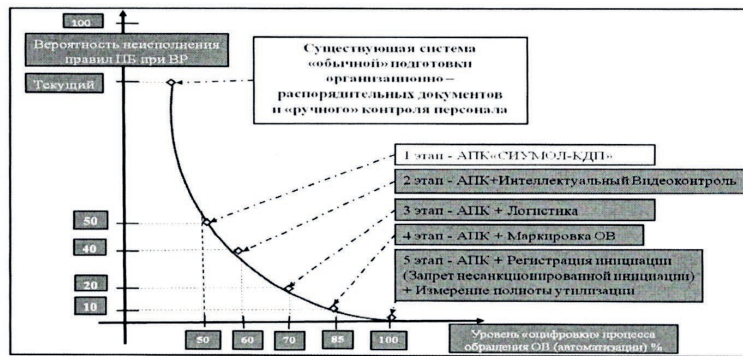 100
Вероятность неисполнения
правил ПБ при ВР
Текущий
Существующая система
«обычной» подготовки
организационно –
распорядительных документов
и «ручного» контроля персонала
1 этап - АПК«СИУМОЛ-КДП»
2 этап - АПК+Интеллектуальный Видеоконтроль
3 этап - АПК + Логистика
4 этап - АПК + Маркировка ОВ
5 этап - АПК + Регистрация инициации
(Запрет несанкционированной инициации)
+ Измерение полноты утилизации
50
40
20
10
50
60
70
85
100
Уровень «оцифровки» процесса
обращения ОВ (автоматизации) %